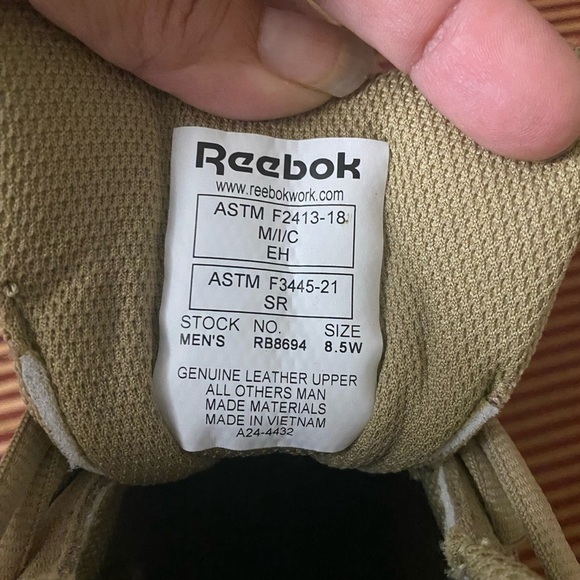 Reebok
www.reebokwork.com
ASTM F2413-18
M/I/C
EH
ASTM F3445-21
SR
STOCK NO. SIZE
MEN'S RB8694 8.5W
GENUINE LEATHER UPPER
ALL OTHERS MAN
MADE MATERIALS
MADE IN VIETNAM
A24-4432